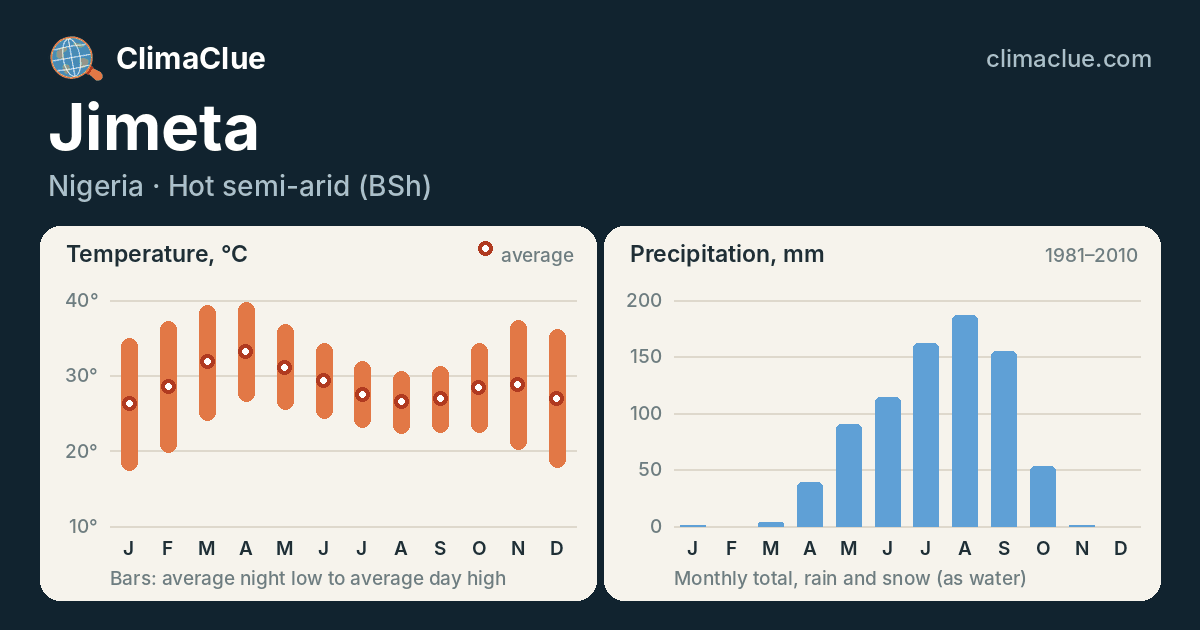 ClimaClue
climaclue.com
Jimeta
Nigeria · Hot semi-arid (BSh)
Temperature, °C
average
40°
30°
20°
10°
J F M A M J J A S O N D
Bars: average night low to average day high
Precipitation, mm
1981–2010
200
150
100
50
0
J F M A M J J A S O N D
Monthly total, rain and snow (as water)